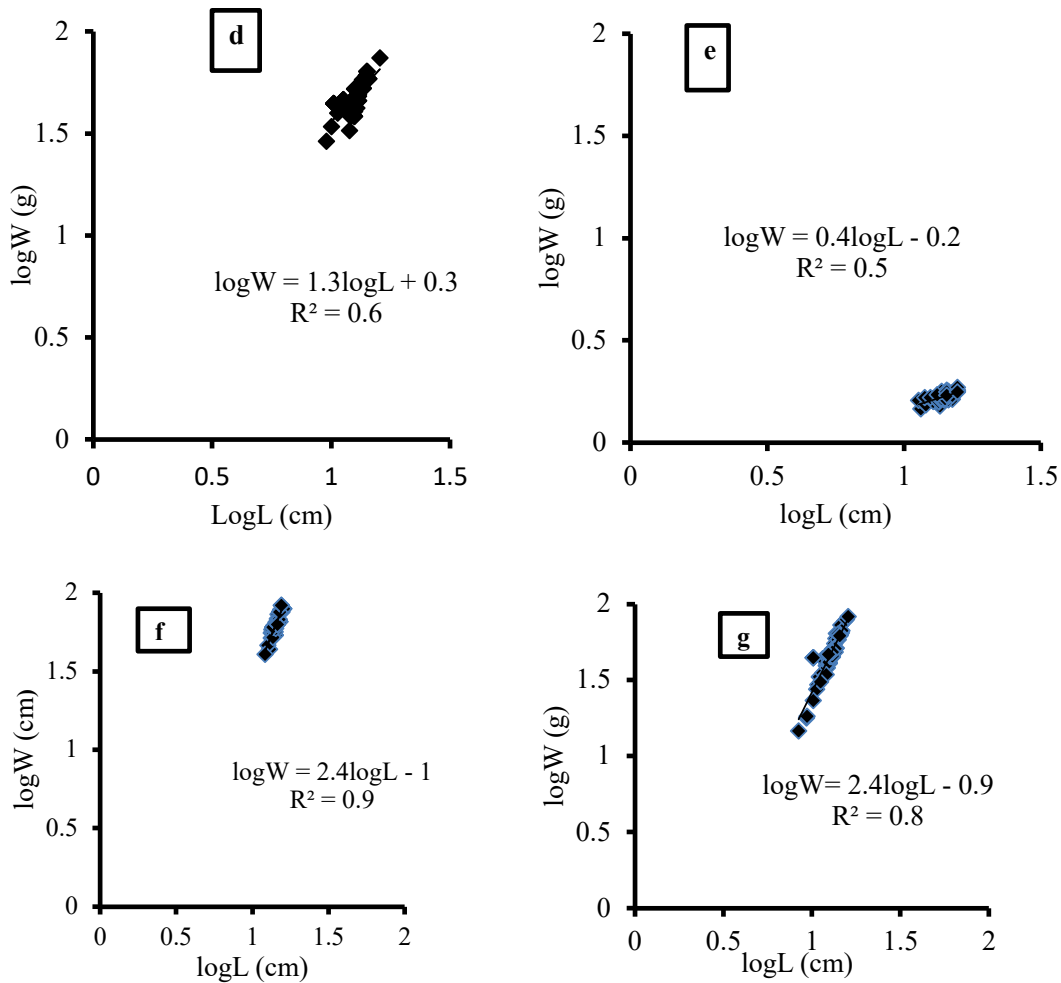 d
2
1.5
1
0.5
0
logW (g)
logW = 1.3logL + 0.3
R² = 0.6
0
0.5
1
1.5
LogL (cm)
e
2
1.5
1
0.5
0
logW (g)
logW = 0.4logL - 0.2
R² = 0.5
0
0.5
1
1.5
logL (cm)
f
2
1.5
1
0.5
0
logW (cm)
logW = 2.4logL - 1
R² = 0.9
0
0.5
1
1.5
2
logL (cm)
g
2
1.5
1
0.5
0
logW (g)
logW= 2.4logL - 0.9
R² = 0.8
0
0.5
1
1.5
2
logL (cm)